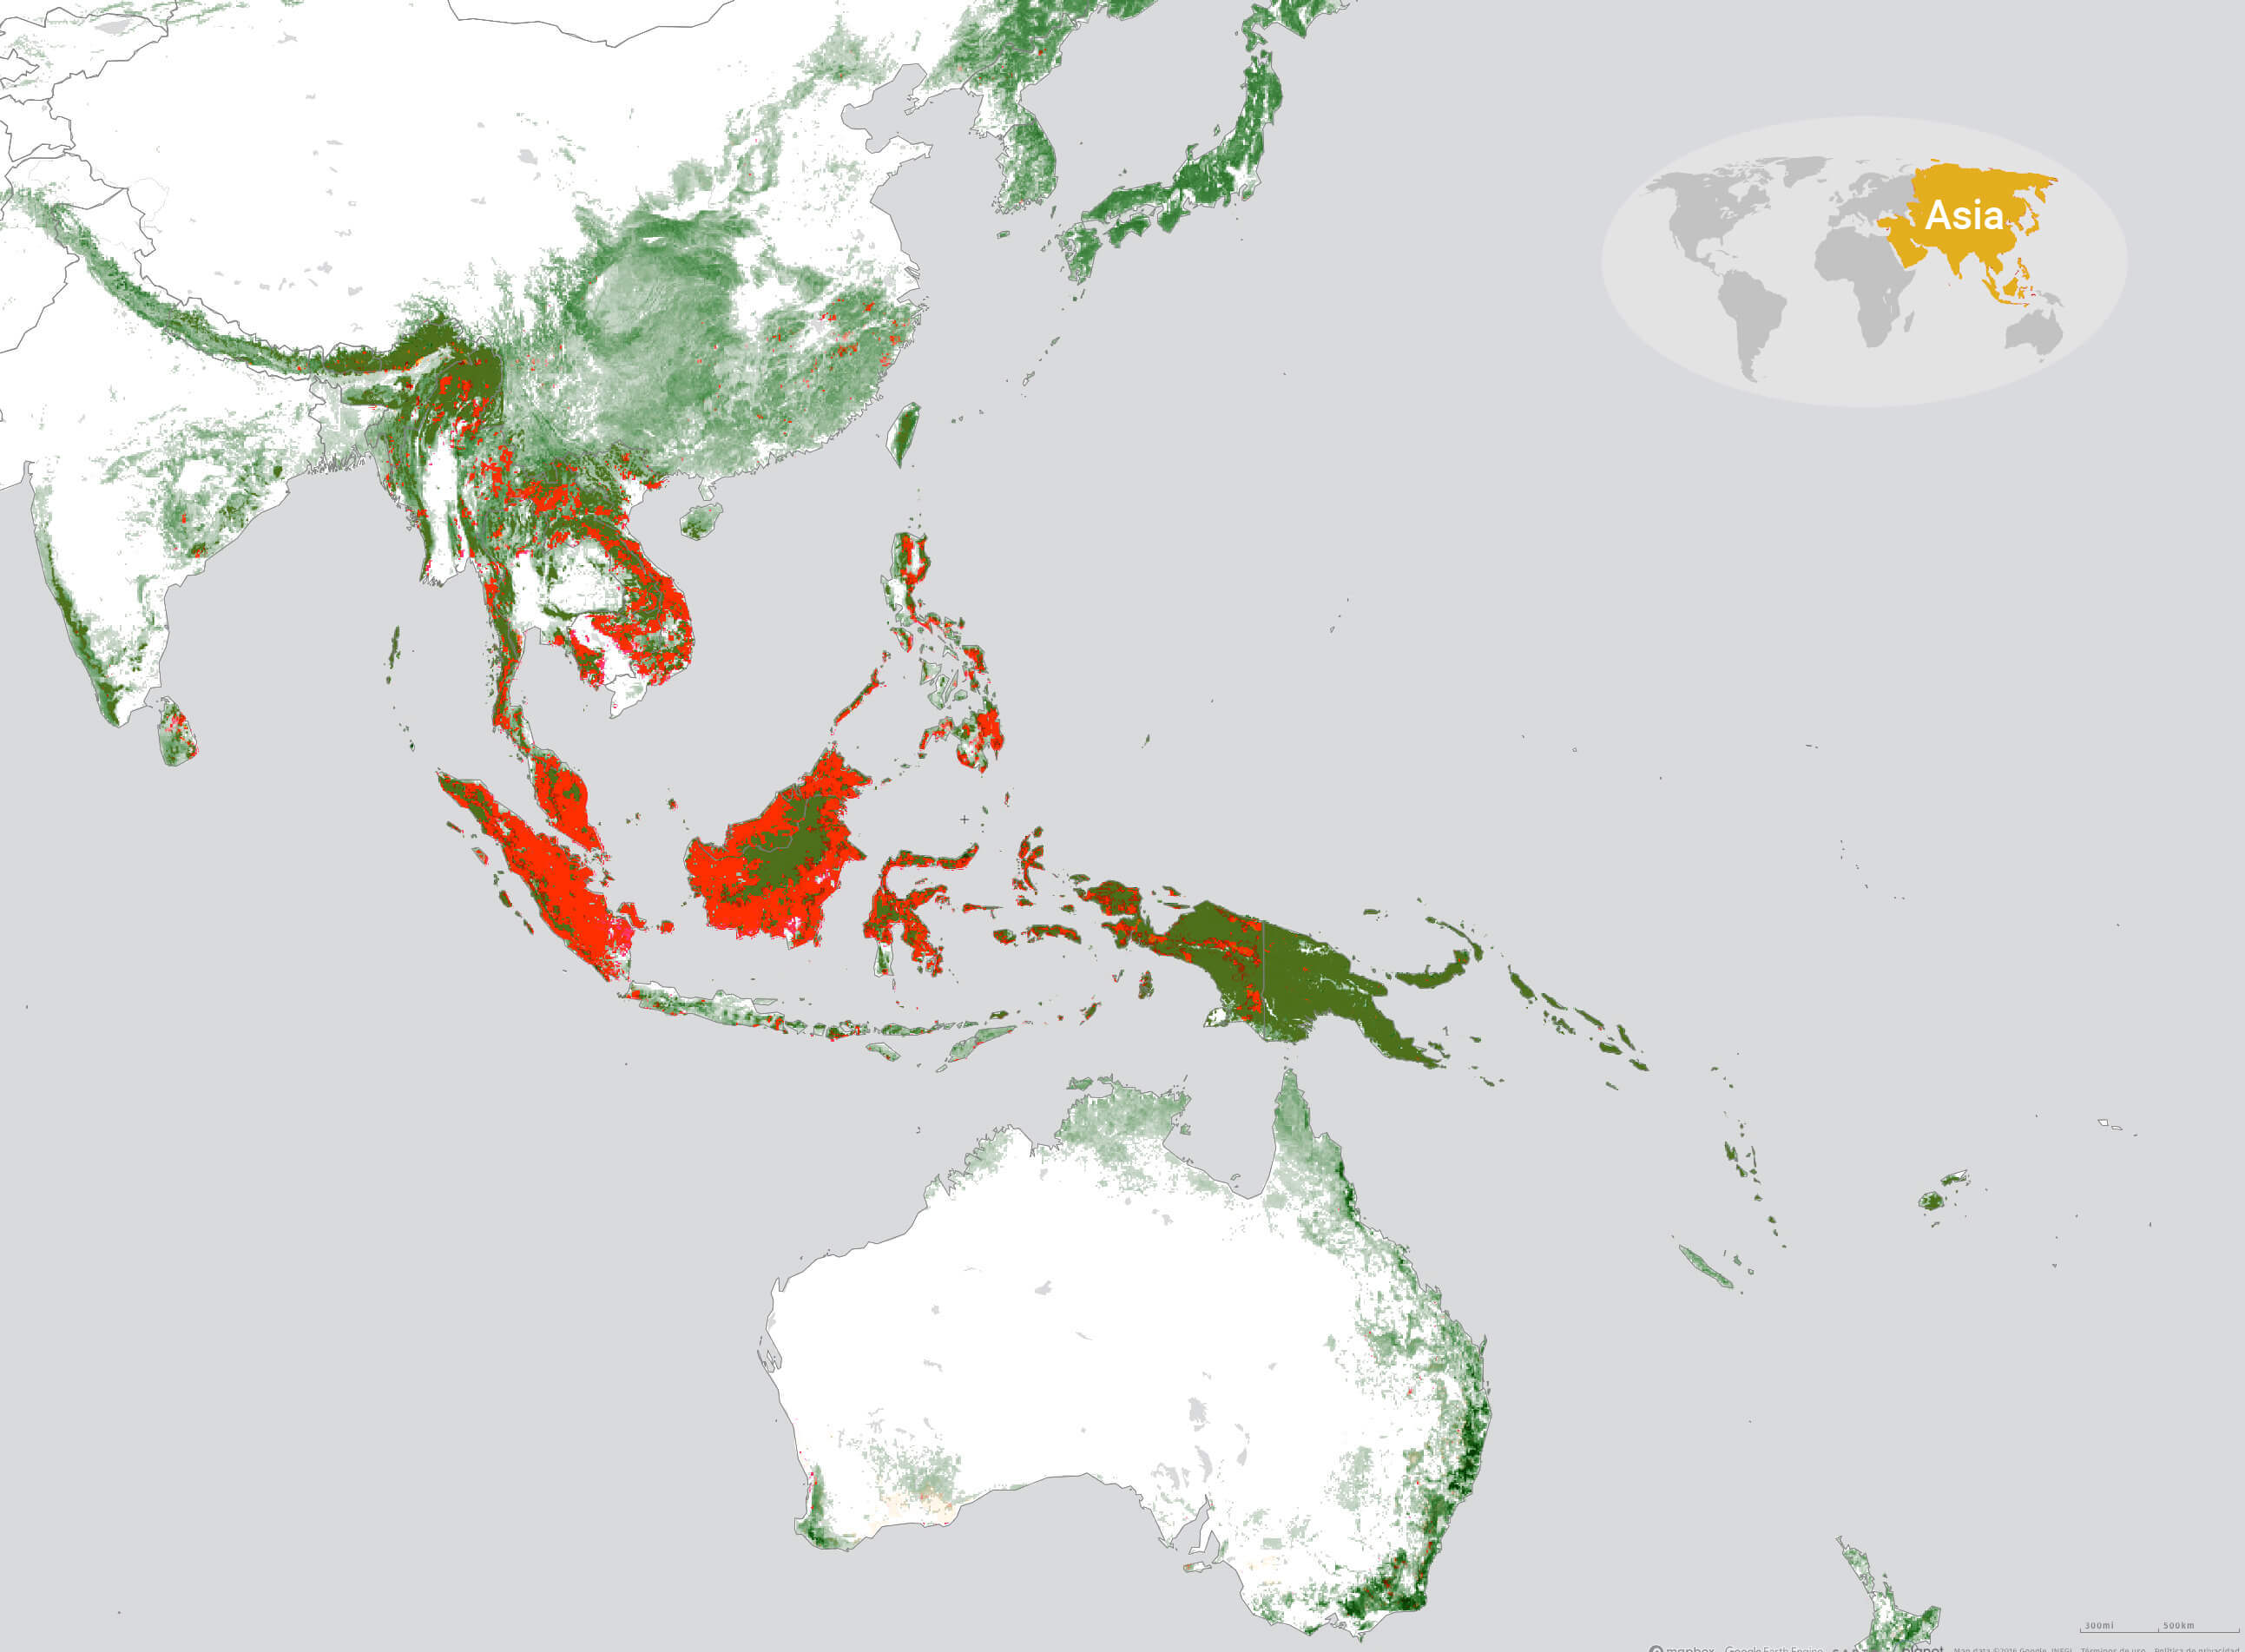 Asia
300mi 500km
mapbox Google Earth Engine planet Map data ©2016 Google, INEGI Términos de uso Política de privacidad